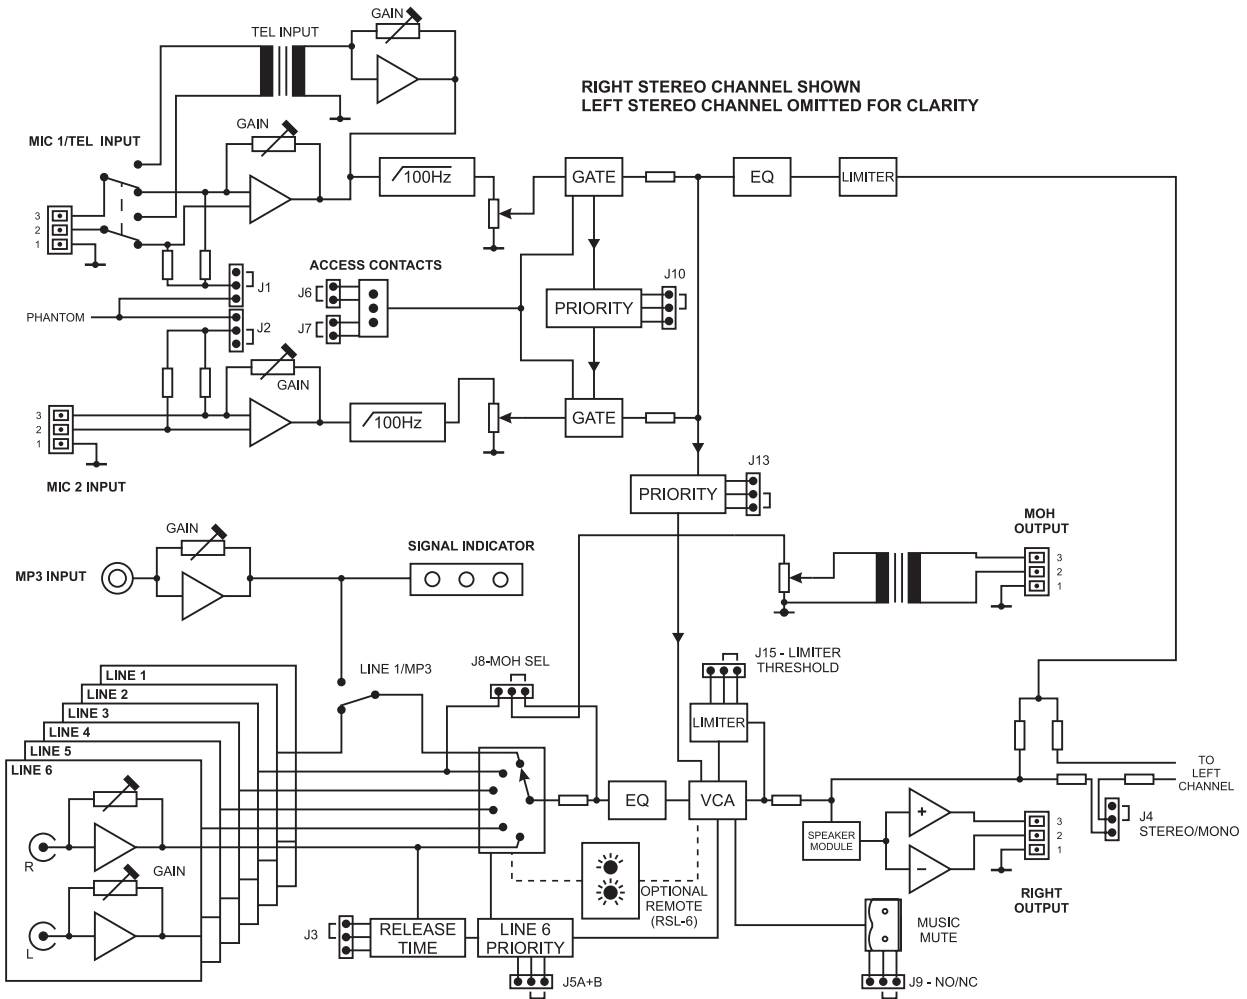 GAIN
TEL INPUT
RIGHT STEREO CHANNEL SHOWN
LEFT STEREO CHANNEL OMITTED FOR CLARITY
GAIN
MIC 1/TEL INPUT
100Hz
GATE
EQ
LIMITER
3
2
1
ACCESS CONTACTS
J1
J6
J10
PRIORITY
PHANTOM
J2
J7
GAIN
3
2
1
100Hz
GATE
MIC 2 INPUT
J13
PRIORITY
GAIN
SIGNAL INDICATOR
MOH
OUTPUT
MP3 INPUT
3
2
1
LINE 1/MP3
J8-MOH SEL
J15 - LIMITER
THRESHOLD
LINE 1
LINE 2
LINE 3
LINE 4
LINE 5
LINE 6
LIMITER
TO
LEFT
CHANNEL
EQ
VCA
J4
STEREO/MONO
SPEAKER
MODULE
+
−
3
2
1
R
GAIN
L
OPTIONAL
REMOTE
(RSL-6)
RIGHT
OUTPUT
J3
RELEASE
TIME
LINE 6
PRIORITY
MUSIC
MUTE
J5A+B
J9 - NO/NC